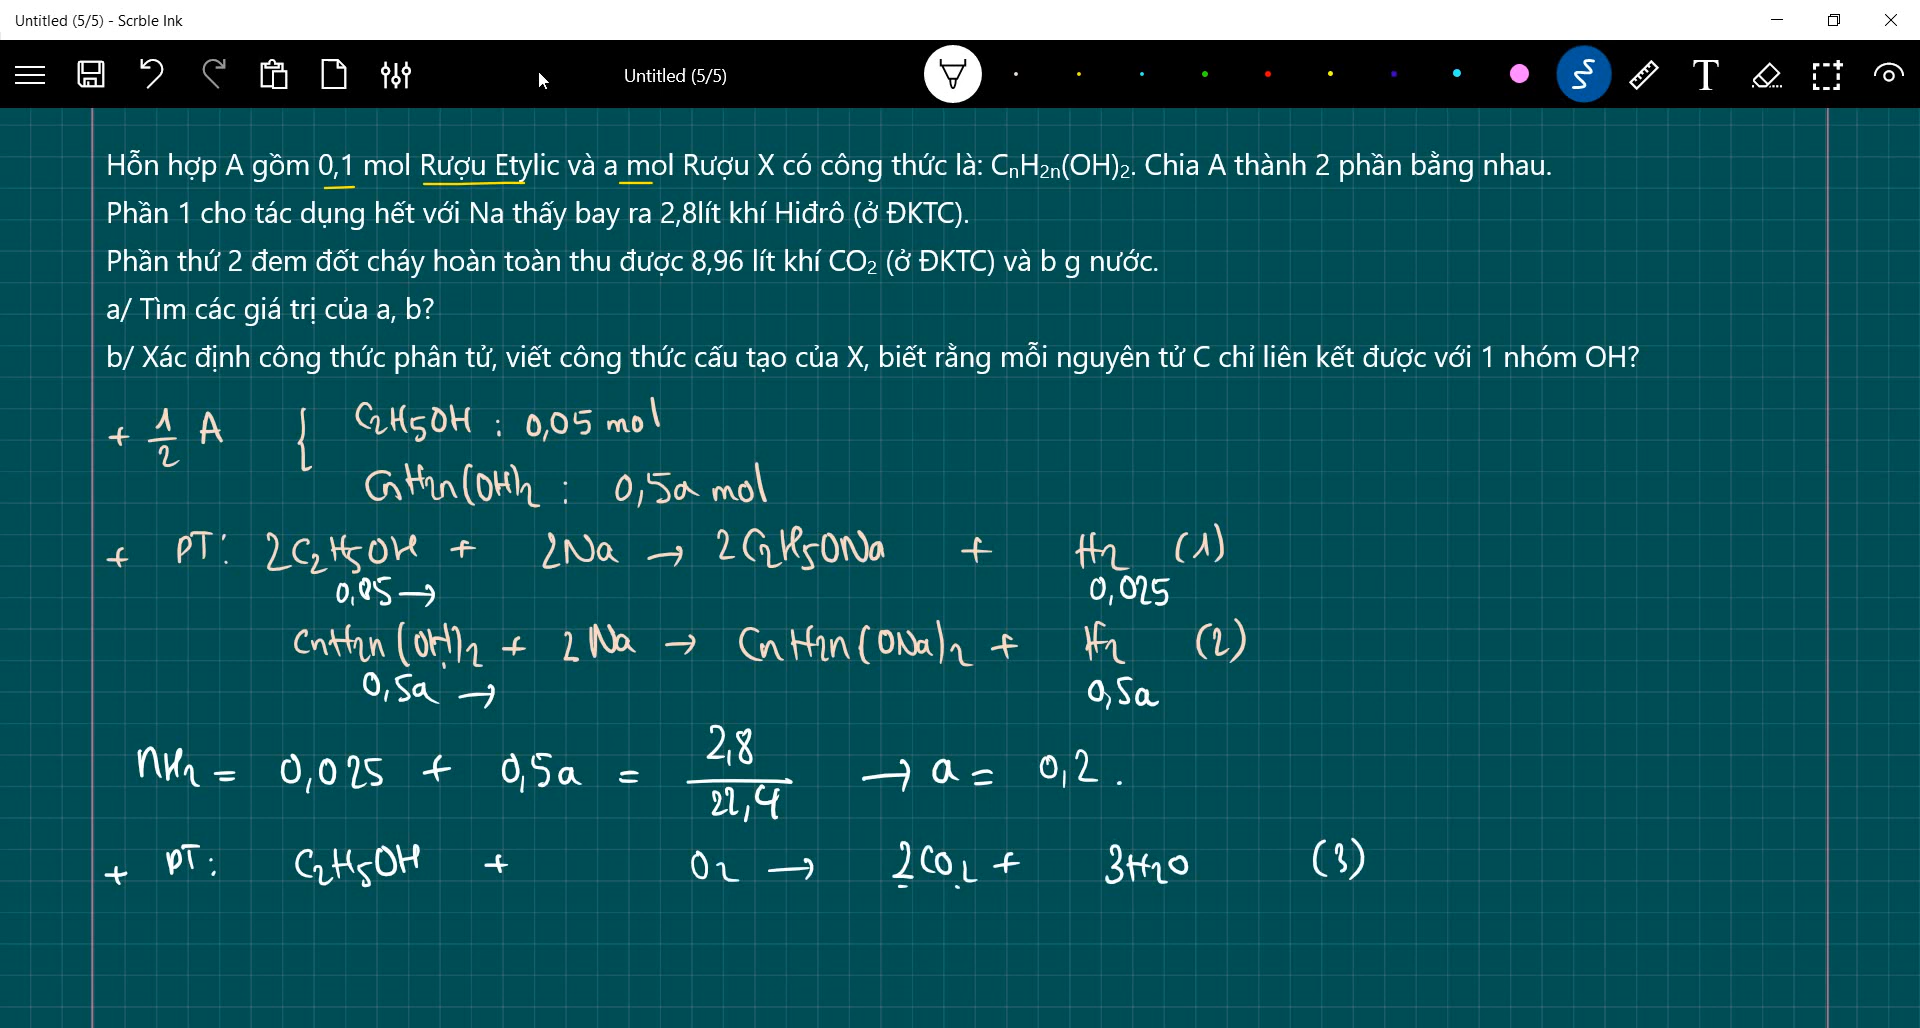 Untitled (5/5) - Scrble Ink
Untitled (5/5)
T
Hỗn hợp A gồm 0,1 mol Rượu Etylic và a mol Rượu X có công thức là: CₙH₂ₙ(OH)₂. Chia A thành 2 phần bằng nhau.
Phần 1 cho tác dụng hết với Na thấy bay ra 2,8lít khí Hiđrô (ở ĐKTC).
Phần thứ 2 đem đốt cháy hoàn toàn thu được 8,96 lít khí CO₂ (ở ĐKTC) và b g nước.
a/ Tìm các giá trị của a, b?
b/ Xác định công thức phân tử, viết công thức cấu tạo của X, biết rằng mỗi nguyên tử C chỉ liên kết được với 1 nhóm OH?
+ 1/2 A { C₂H₅OH : 0,05 mol
CₙH₂ₙ(OH)₂ : 0,5a mol
+ PT: 2C₂H₅OH + 2Na → 2C₂H₅ONa + H₂ (1)
0,05 → 0,025
CₙH₂ₙ(OH)₂ + 2Na → CₙH₂ₙ(ONa)₂ + H₂ (2)
0,5a → 0,5a
nH₂ = 0,025 + 0,5a = 2,8/22,4 → a = 0,2.
+ PT: C₂H₅OH + O₂ → 2CO₂ + 3H₂O (3)